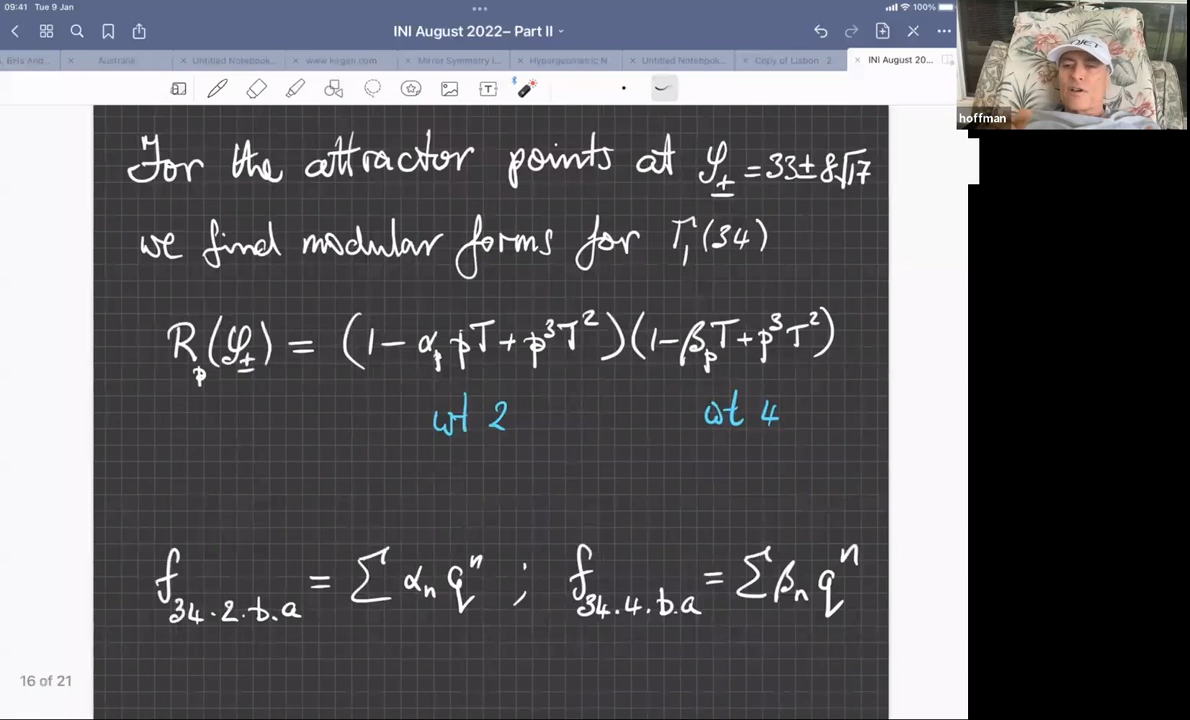 09:41 Tue 9 Jan
100%
INI August 2022– Part II
Australia
Untitled Notebook...
www.kegeli.com
Mirror Symmetry i...
Hypergeometric N
Untitled Notebook...
Copy of Lisbon 2
INI August 20...
hoffman
For the attractor points at φ± = 33±8√17
we find modular forms for Γ₁(34)
Rₚ(φ±) = (1 − αₚ pT + p³T²)(1 − βₚT + p³T²)
wt 2 wt 4
f₃₄.₂.b.a = ∑ αₙ qⁿ ; f₃₄.₄.b.a = ∑ βₙ qⁿ
16 of 21